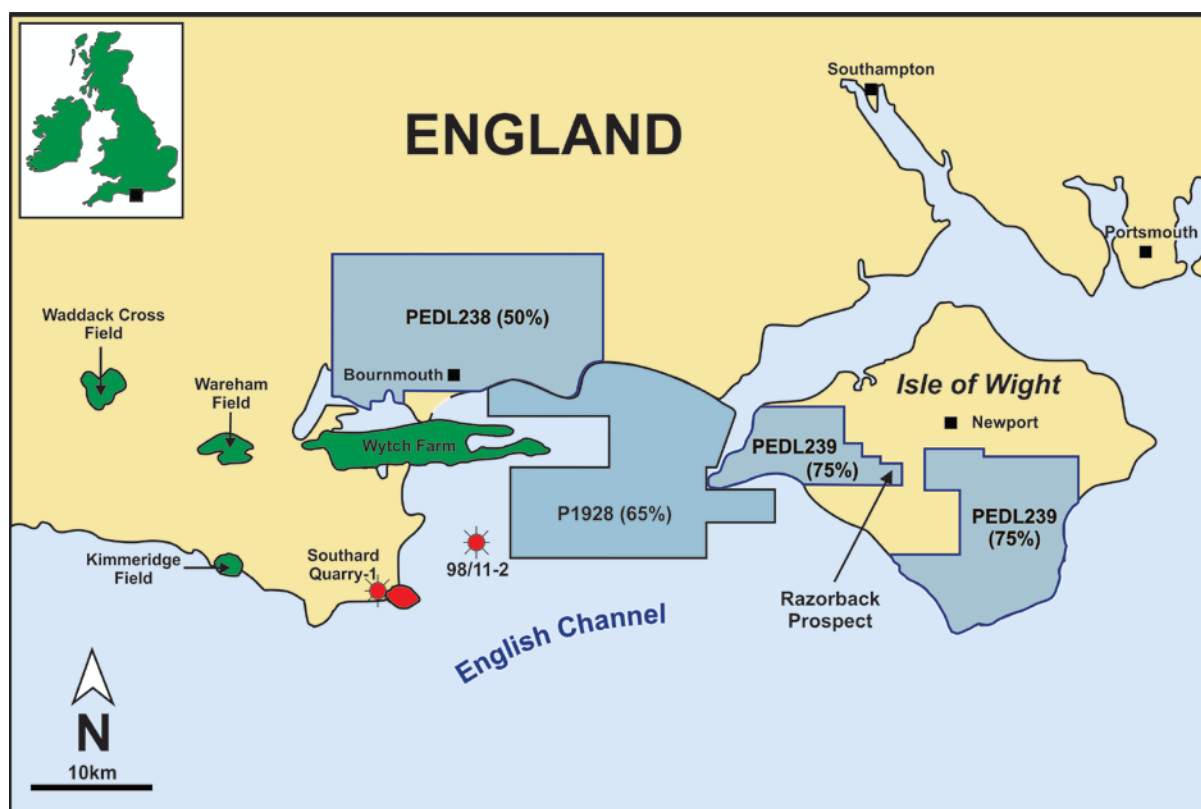 Southampton
ENGLAND
Portsmouth
PEDL238 (50%)
Waddack Cross
Field
Bournmouth
Wareham
Field
Isle of Wight
Newport
Wytch Farm
PEDL239
(75%)
P1928 (65%)
PEDL239
(75%)
Kimmeridge
Field
Southard
Quarry-1
98/11-2
Razorback
Prospect
English Channel
N
10km